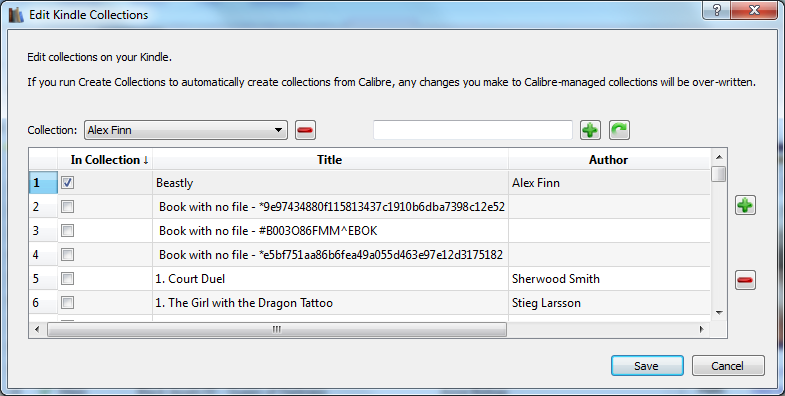 Edit Kindle Collections
Edit collections on your Kindle.
If you run Create Collections to automatically create collections from Calibre, any changes you make to Calibre-managed collections will be over-written.
Collection: Alex Finn
In Collection ↓ Title Author
1 Beastly Alex Finn
2 Book with no file - *9e97434880f115813437c1910b6dba7398c12e52
3 Book with no file - #B003O86FMM^EBOK
4 Book with no file - *e5bf751aa86b6fea49a055d463e97e12d3175182
5 1. Court Duel Sherwood Smith
6 1. The Girl with the Dragon Tattoo Stieg Larsson
Save Cancel